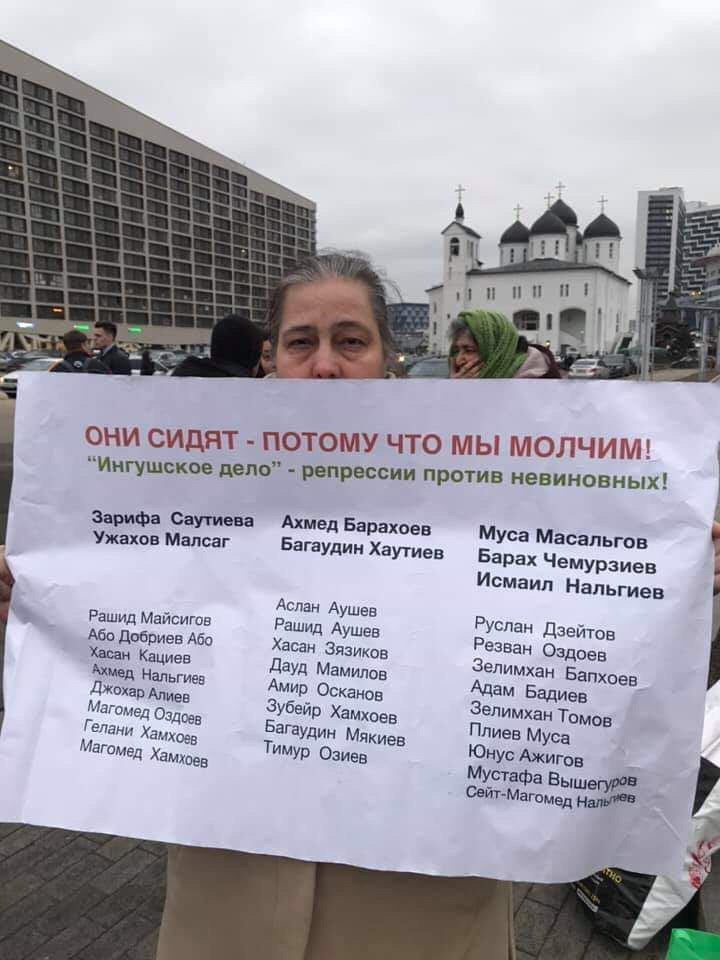 ОНИ СИДЯТ - ПОТОМУ ЧТО МЫ МОЛЧИМ!
“Ингушское дело” - репрессии против невиновных!
Зарифа Саутиева
Ужахов Малсаг
Ахмед Барахоев
Багаудин Хаутиев
Муса Масальгов
Барах Чемурзиев
Исмаил Нальгиев
Рашид Майсигов
Або Добриев Або
Хасан Кациев
Ахмед Нальгиев
Джохар Алиев
Магомед Оздоев
Гелани Хамхоев
Магомед Хамхоев
Аслан Аушев
Рашид Аушев
Хасан Зязиков
Дауд Мамилов
Амир Осканов
Зубейр Хамхоев
Багаудин Мякиев
Тимур Озиев
Руслан Дзейтов
Резван Оздоев
Зелимхан Бапхоев
Адам Бадиев
Зелимхан Томов
Плиев Муса
Юнус Ажигов
Мустафа Вышегуров
Сейт-Магомед Нальгиев